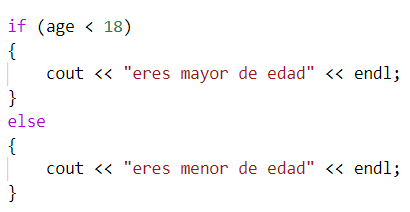 if (age < 18)
{
    cout << "eres mayor de edad" << endl;
}
else
{
    cout << "eres menor de edad" << endl;
}